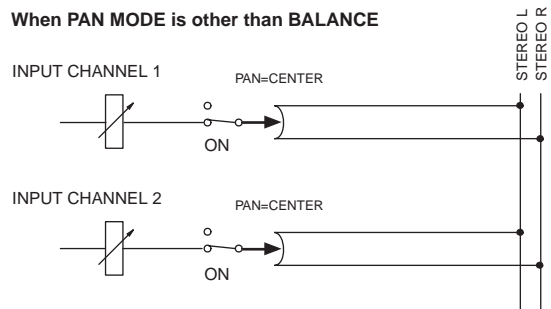 When PAN MODE is other than BALANCE
STEREO L
STEREO R
INPUT CHANNEL 1
PAN=CENTER
ON
INPUT CHANNEL 2
PAN=CENTER
ON